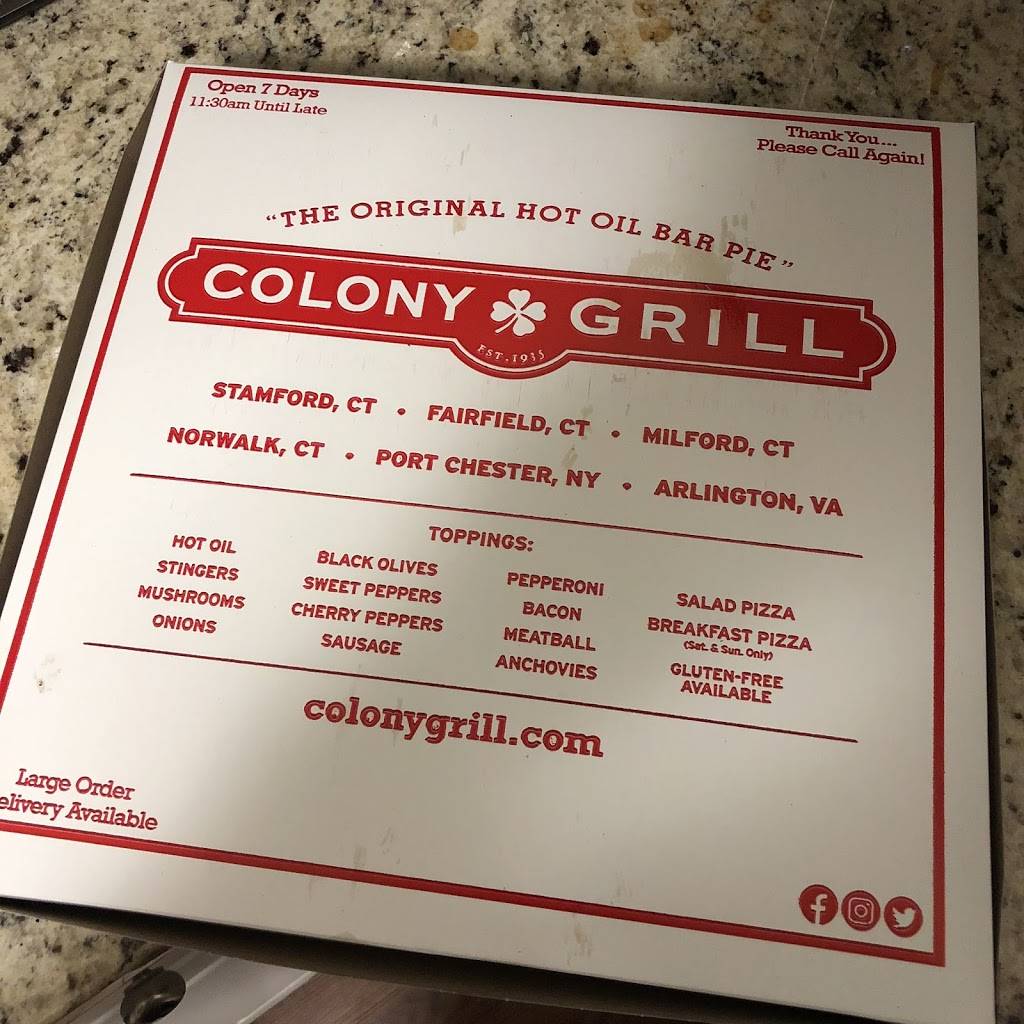 Open 7 Days
11:30am Until Late
Thank You...
Please Call Again!
"THE ORIGINAL HOT OIL BAR PIE"
COLONY GRILL
EST. 1935
STAMFORD, CT • FAIRFIELD, CT • MILFORD, CT
NORWALK, CT • PORT CHESTER, NY • ARLINGTON, VA
TOPPINGS:
HOT OIL
STINGERS
MUSHROOMS
ONIONS
BLACK OLIVES
SWEET PEPPERS
CHERRY PEPPERS
SAUSAGE
PEPPERONI
BACON
MEATBALL
ANCHOVIES
SALAD PIZZA
BREAKFAST PIZZA
(Sat. & Sun. Only)
GLUTEN-FREE
AVAILABLE
colonygrill.com
Large Order
elivery Available